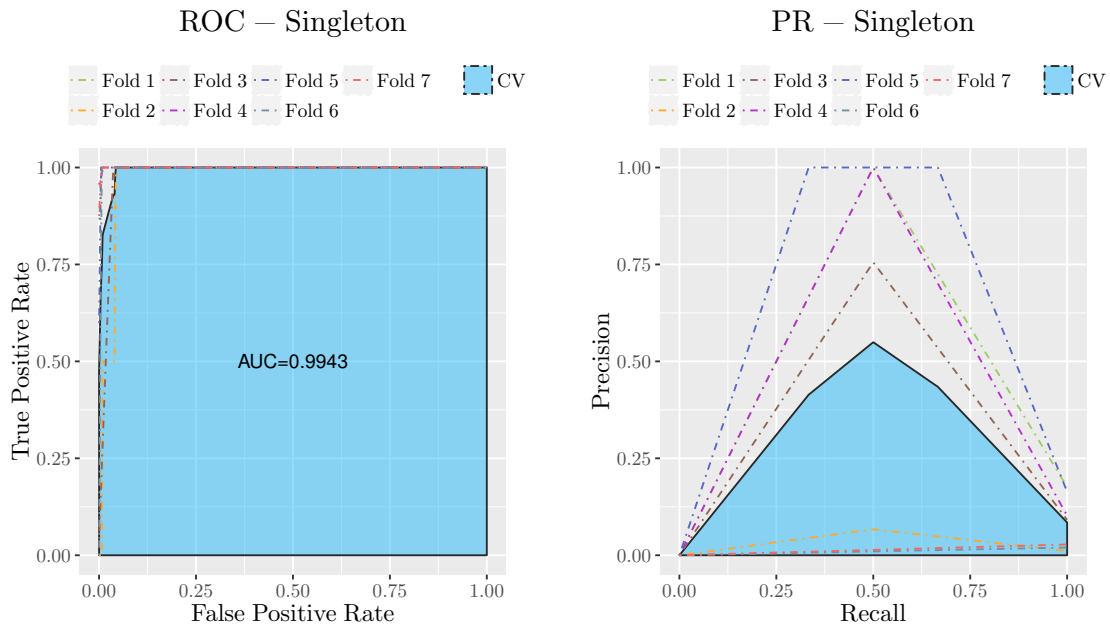 ROC – Singleton
Fold 1 Fold 3 Fold 5 Fold 7 CV
Fold 2 Fold 4 Fold 6
1.00
0.75
0.50
0.25
0.00
True Positive Rate
AUC=0.9943
0.00 0.25 0.50 0.75 1.00
False Positive Rate
PR – Singleton
Fold 1 Fold 3 Fold 5 Fold 7 CV
Fold 2 Fold 4 Fold 6
1.00
0.75
0.50
0.25
0.00
Precision
0.00 0.25 0.50 0.75 1.00
Recall